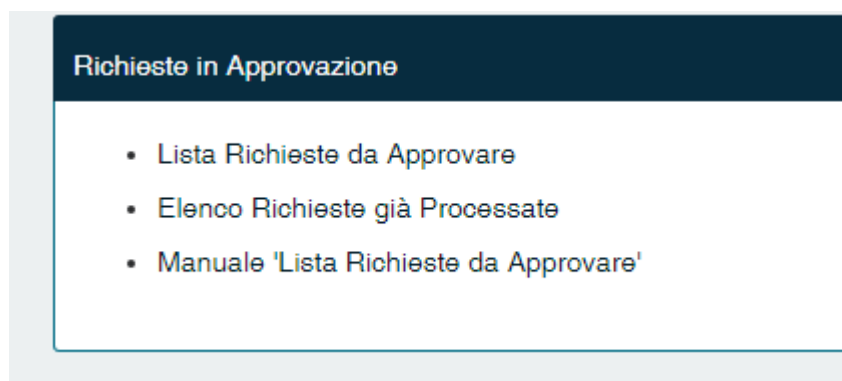 Richieste in Approvazione
Lista Richieste da Approvare
Elenco Richieste già Processate
Manuale 'Lista Richieste da Approvare'